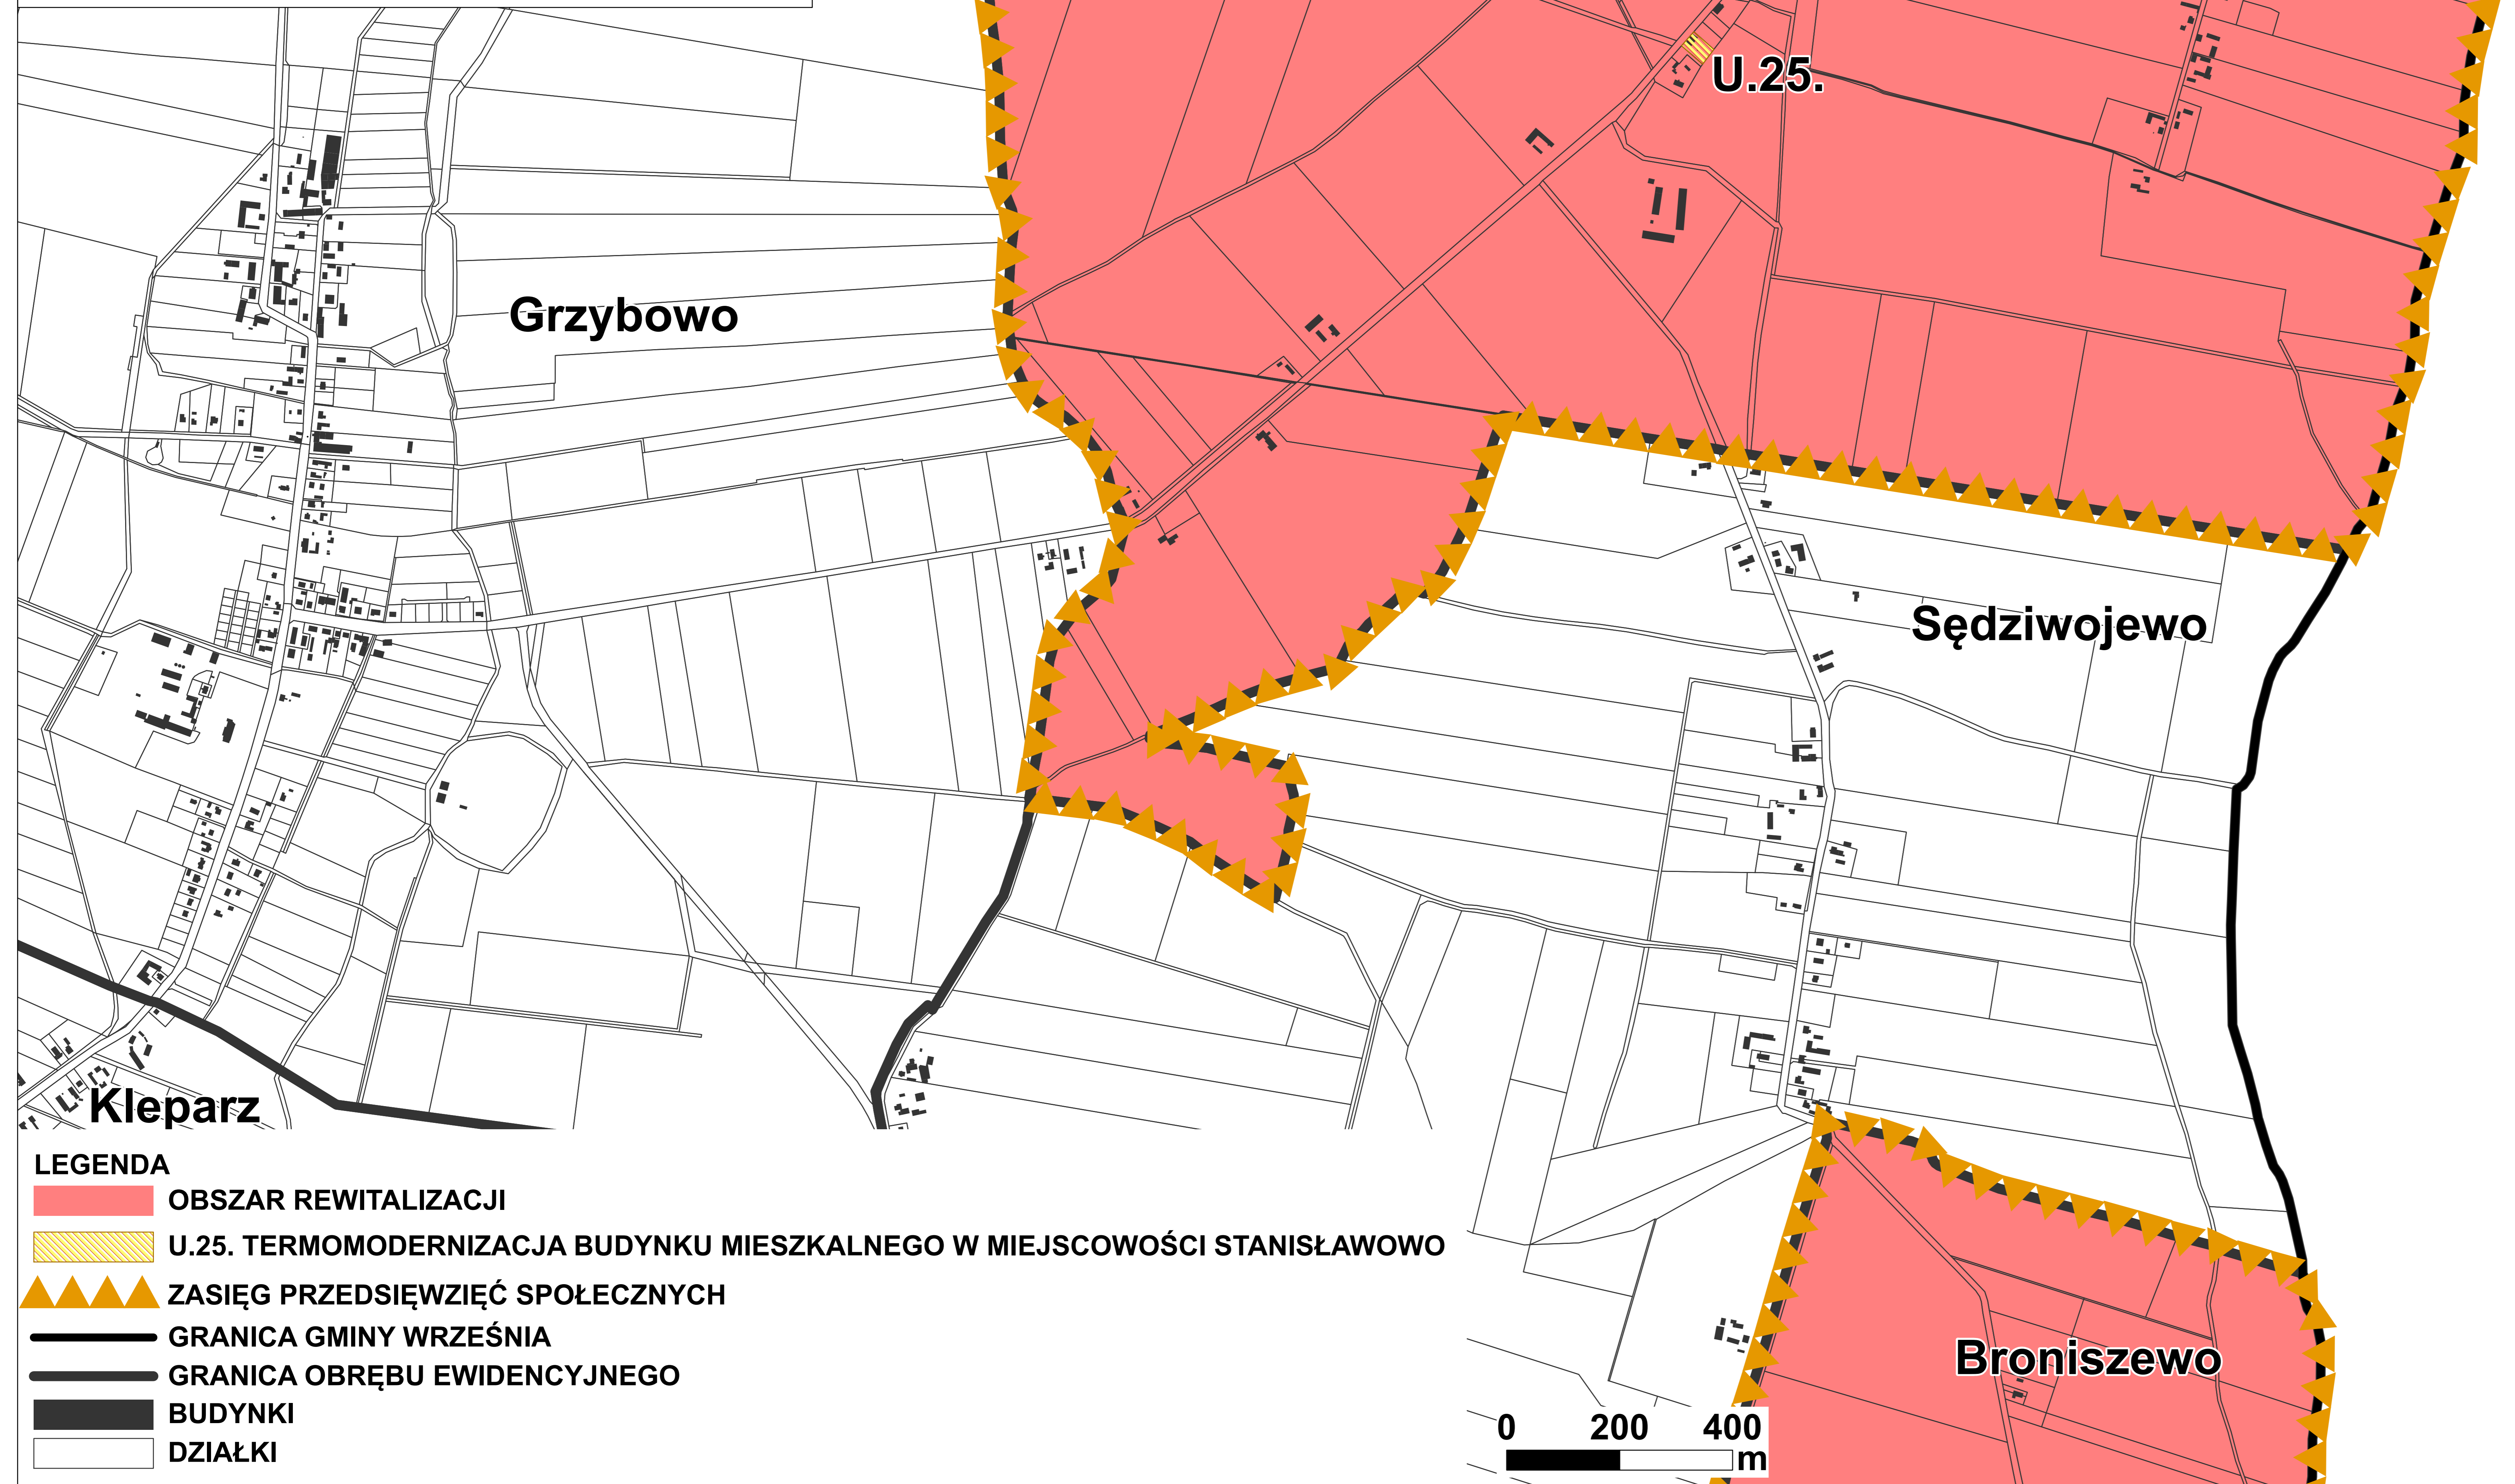 U.25.
Grzybowo
Sędziwojewo
Kleparz
LEGENDA
OBSZAR REWITALIZACJI
U.25. TERMOMODERNIZACJA BUDYNKU MIESZKALNEGO W MIEJSCOWOŚCI STANISŁAWOWO
ZASIĘG PRZEDSIĘWZIĘĆ SPOŁECZNYCH
GRANICA GMINY WRZEŚNIA
GRANICA OBRĘBU EWIDENCYJNEGO
BUDYNKI
DZIAŁKI
Broniszewo
0 200 400
m